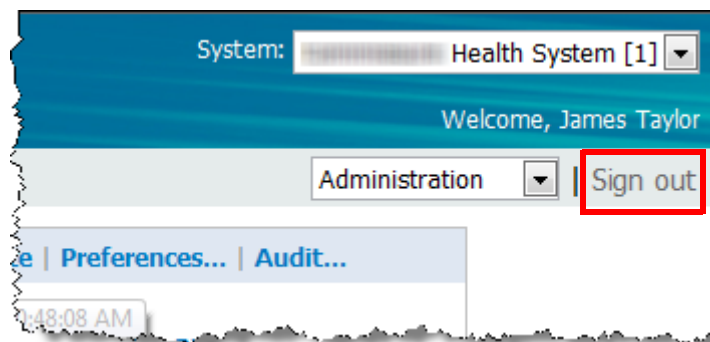 System: Health System [1]
Welcome, James Taylor
Administration | Sign out
| Preferences... | Audit...
:48:08 AM